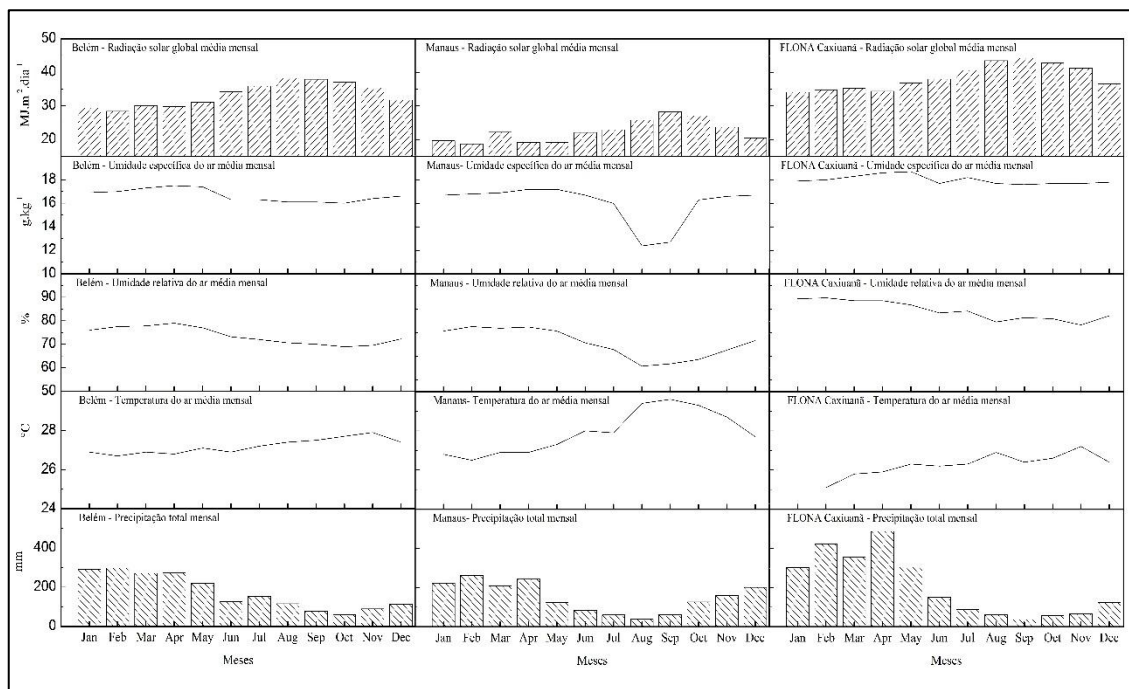 Belém - Radiação solar global média mensal
Manaus - Radiação solar global média mensal
FLONA Caxiuanã - Radiação solar global média mensal
MJ.m⁻².dia⁻¹
50
40
30
20
Belém - Umidade específica do ar média mensal
Manaus- Umidade específica do ar média mensal
FLONA Caxiuanã - Umidade específica do ar média mensal
g.kg⁻¹
18
16
14
12
10
Belém - Umidade relativa do ar média mensal
Manaus - Umidade relativa do ar média mensal
FLONA Caxiuanã - Umidade relativa do ar média mensal
%
90
80
70
60
50
Belém - Temperatura do ar média mensal
Manaus- Temperatura do ar média mensal
FLONA Caxiuanã - Temperatura do ar média mensal
°C
28
26
24
Belém - Precipitação total mensal
Manaus- Precipitação total mensal
FLONA Caxiuanã - Precipitação total mensal
mm
400
200
0
Jan Feb Mar Apr May Jun Jul Aug Sep Oct Nov Dec
Jan Feb Mar Apr May Jun Jul Aug Sep Oct Nov Dec
Jan Feb Mar Apr May Jun Jul Aug Sep Oct Nov Dec
Meses
Meses
Meses